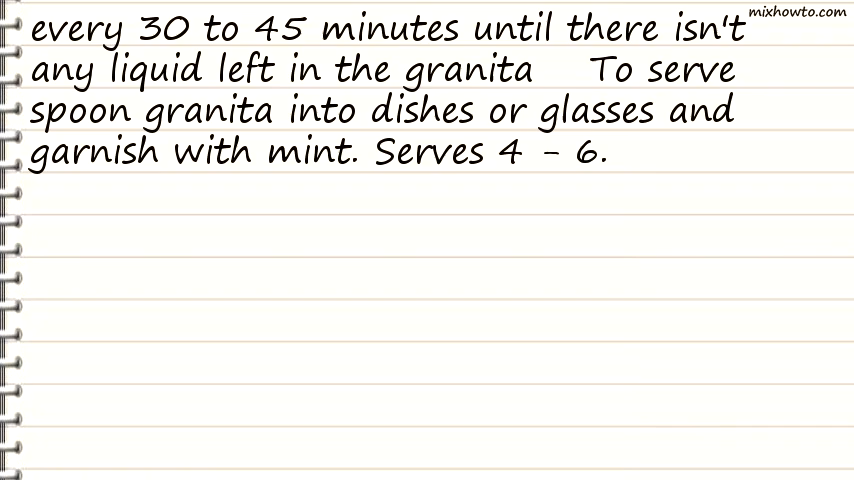 mixhowto.com
every 30 to 45 minutes until there isn't
any liquid left in the granita    To serve
spoon granita into dishes or glasses and
garnish with mint. Serves 4 - 6.